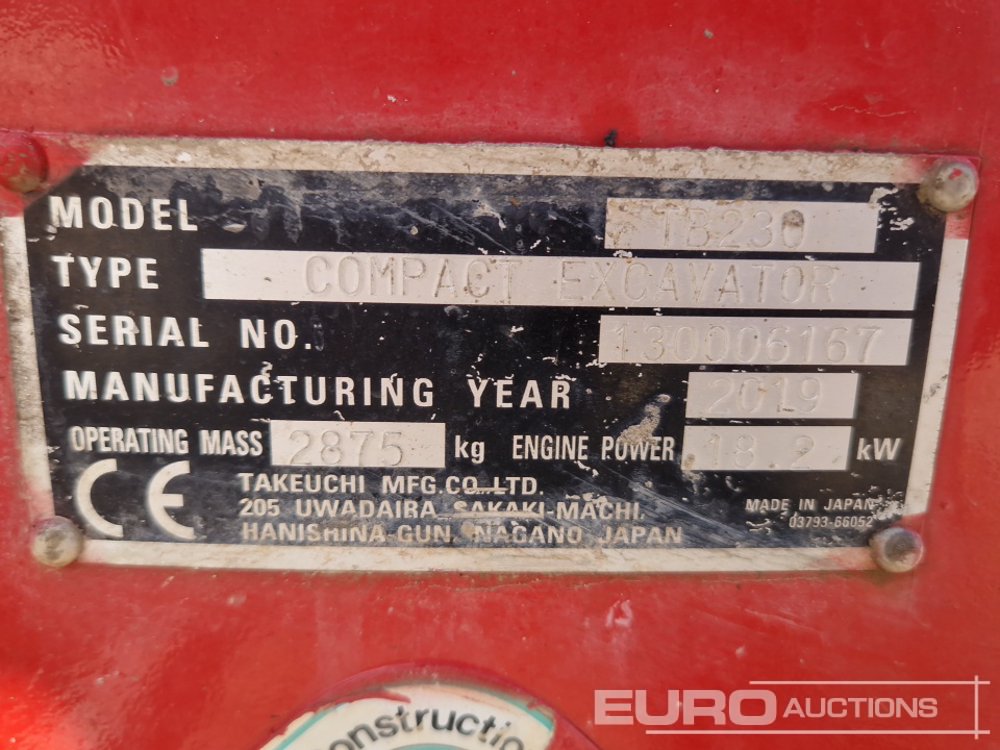 MODEL TB230
TYPE COMPACT EXCAVATOR
SERIAL NO. 130006167
MANUFACTURING YEAR 2019
OPERATING MASS 2875 kg ENGINE POWER 18.2 kW
CE TAKEUCHI MFG.CO.LTD.
205 UWADAIRA SAKAKI-MACHI.
HANISHINA-GUN, NAGANO JAPAN
MADE IN JAPAN
03793-66052
onstructio
EURO AUCTIONS